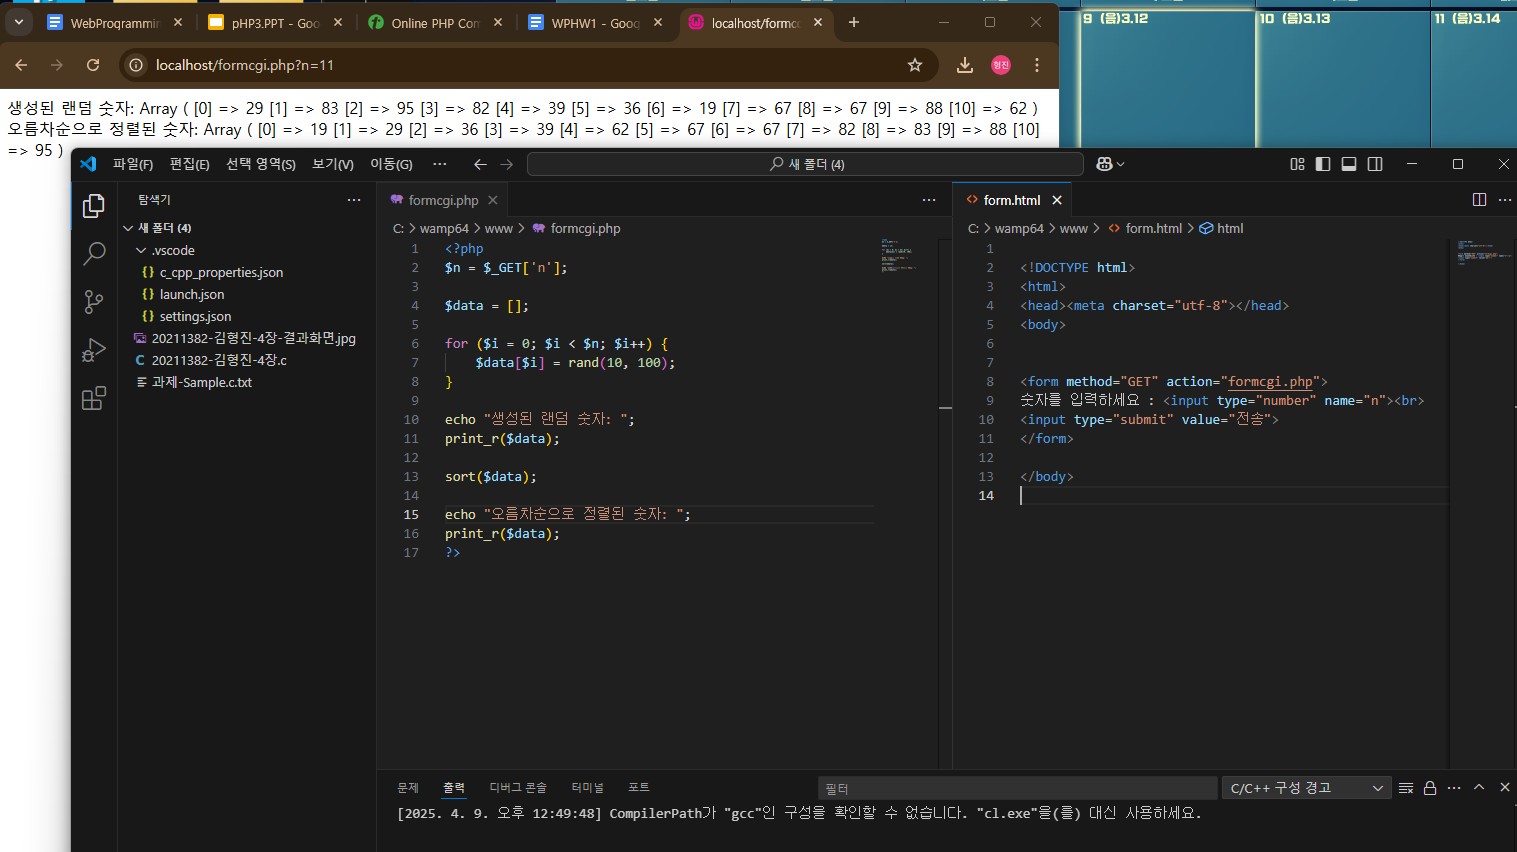 WebProgrammin
pHP3.PPT - Goo
Online PHP Com
WPHW1 - Goog
localhost/formc
9 (음)3.12
10 (음)3.13
11 (음)3.14
localhost/formcgi.php?n=11
형진
생성된 랜덤 숫자: Array ( [0] => 29 [1] => 83 [2] => 95 [3] => 82 [4] => 39 [5] => 36 [6] => 19 [7] => 67 [8] => 67 [9] => 88 [10] => 62 )
오름차순으로 정렬된 숫자: Array ( [0] => 19 [1] => 29 [2] => 36 [3] => 39 [4] => 62 [5] => 67 [6] => 67 [7] => 82 [8] => 83 [9] => 88 [10]
=> 95 )
파일(F) 편집(E) 선택 영역(S) 보기(V) 이동(G) ··· 새 폴더 (4)
탐색기
새 폴더 (4)
.vscode
{} c_cpp_properties.json
{} launch.json
{} settings.json
20211382-김형진-4장-결과화면.jpg
C 20211382-김형진-4장.c
과제-Sample.c.txt
formcgi.php
C: > wamp64 > www > formcgi.php
1 <?php
2 $n = $_GET['n'];
3
4 $data = [];
5
6 for ($i = 0; $i < $n; $i++) {
7 $data[$i] = rand(10, 100);
8 }
9
10 echo "생성된 랜덤 숫자: ";
11 print_r($data);
12
13 sort($data);
14
15 echo "오름차순으로 정렬된 숫자: ";
16 print_r($data);
17 ?>
form.html
C: > wamp64 > www > form.html > html
1
2 <!DOCTYPE html>
3 <html>
4 <head><meta charset="utf-8"></head>
5 <body>
6
7
8 <form method="GET" action="formcgi.php">
9 숫자를 입력하세요 : <input type="number" name="n"><br>
10 <input type="submit" value="전송">
11 </form>
12
13 </body>
14
문제 출력 디버그 콘솔 터미널 포트 필터 C/C++ 구성 경고
[2025. 4. 9. 오후 12:49:48] CompilerPath가 "gcc"인 구성을 확인할 수 없습니다. "cl.exe"을(를) 대신 사용하세요.